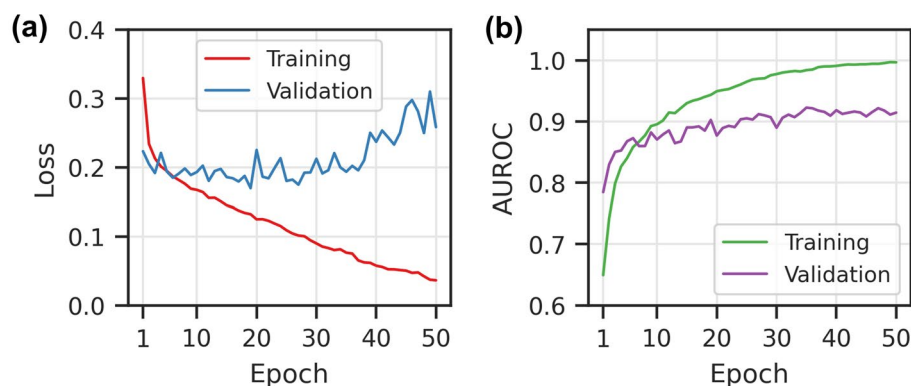 (a)
0.4
0.3
0.2
0.1
0.0
Loss
Training
Validation
1 10 20 30 40 50
Epoch
(b)
1.0
0.9
0.8
0.7
0.6
AUROC
Training
Validation
1 10 20 30 40 50
Epoch